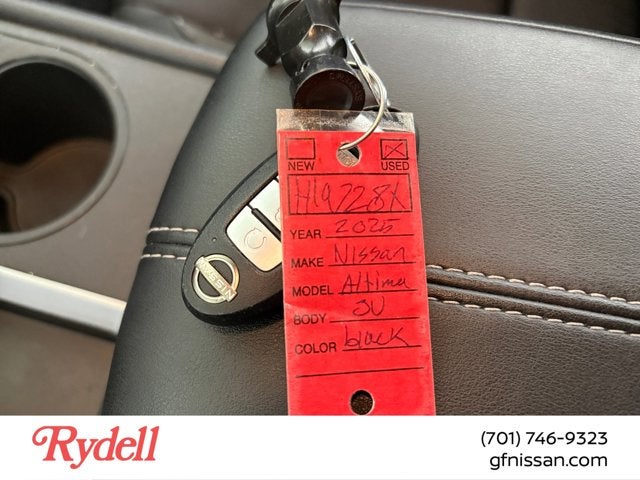 NEW USED
H19728X
YEAR 2025
MAKE Nissan
MODEL Altima
BODY SV
COLOR black
NISSAN
Rydell
(701) 746-9323
gfnissan.com